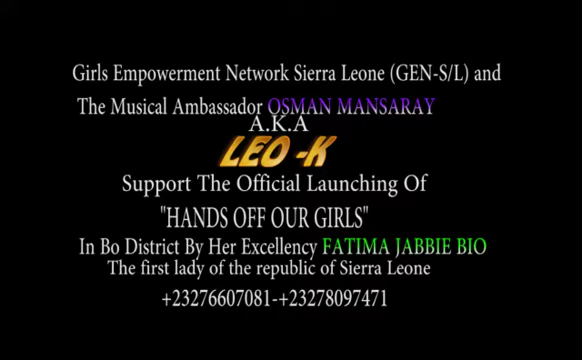 Girls Empowerment Network Sierra Leone (GEN-S/L) and
The Musical Ambassador OSMAN MANSARAY
A.K.A
LEO -K
Support The Official Launching Of
"HANDS OFF OUR GIRLS"
In Bo District By Her Excellency FATIMA JABBIE BIO
The first lady of the republic of Sierra Leone
+23276607081-+23278097471